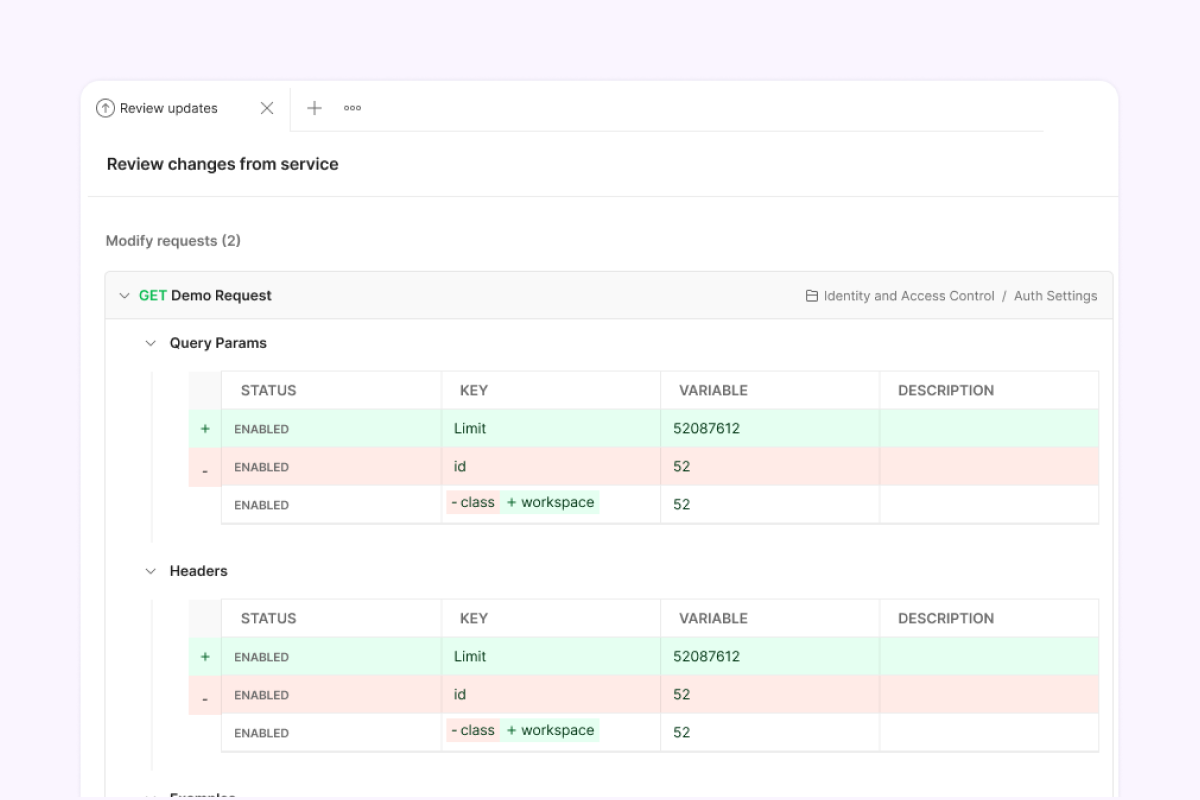 Review updates
Review changes from service
Modify requests (2)
GET Demo Request Identity and Access Control / Auth Settings
Query Params
STATUS KEY VARIABLE DESCRIPTION
+ ENABLED Limit 52087612
- ENABLED id 52
ENABLED - class + workspace 52
Headers
STATUS KEY VARIABLE DESCRIPTION
+ ENABLED Limit 52087612
- ENABLED id 52
ENABLED - class + workspace 52